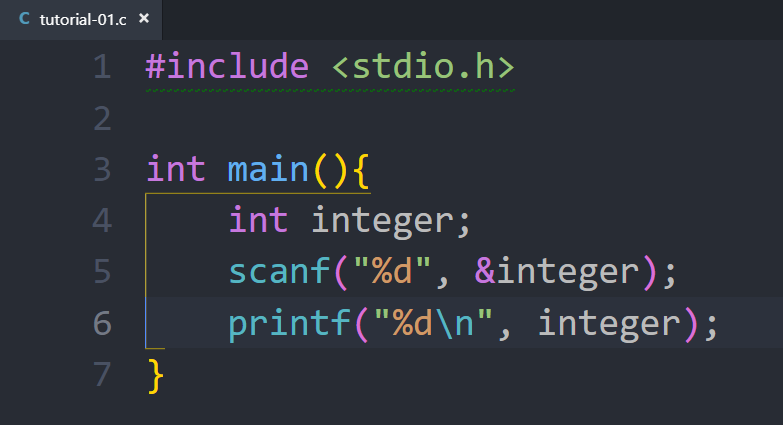 C tutorial-01.c ×
1 #include <stdio.h>
2
3 int main(){
4     int integer;
5     scanf("%d", &integer);
6     printf("%d\n", integer);
7 }